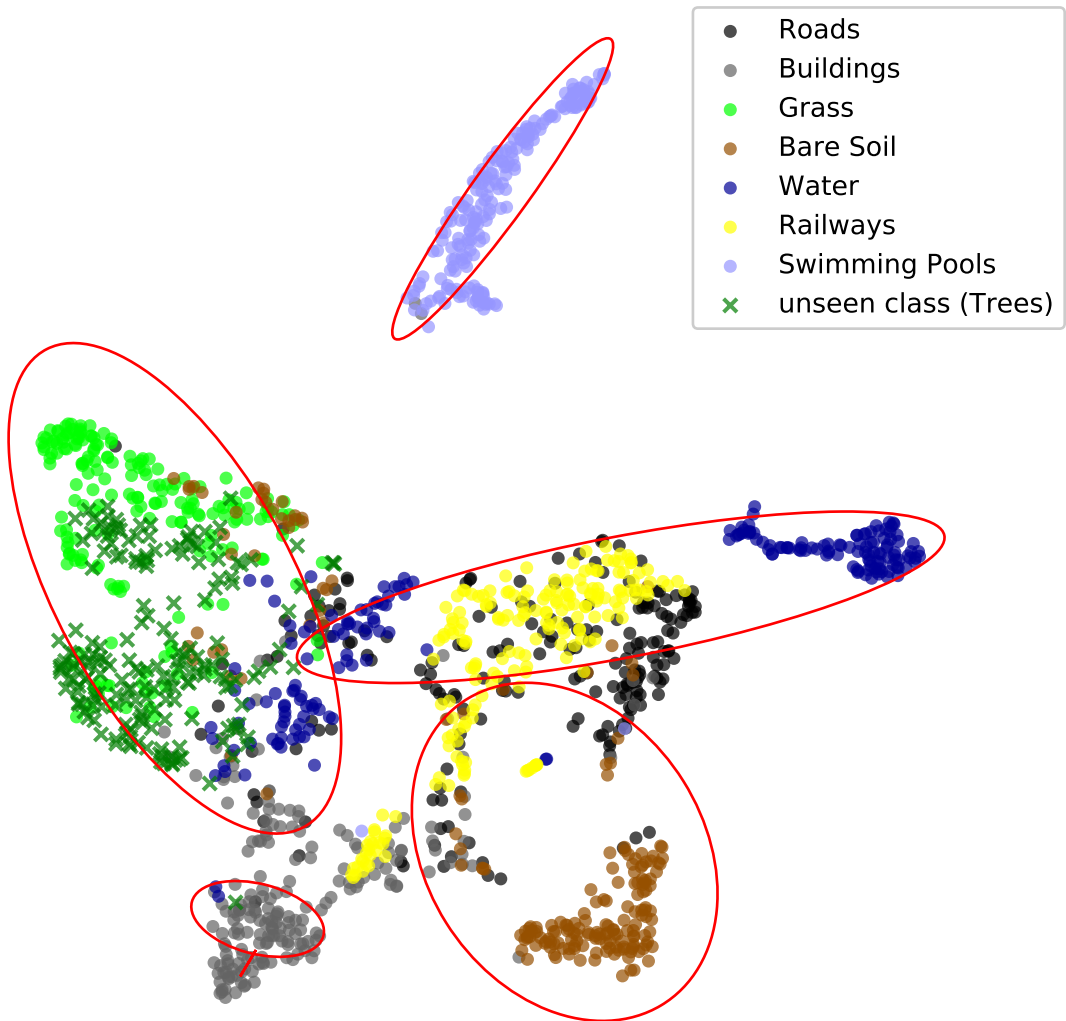 Roads
Buildings
Grass
Bare Soil
Water
Railways
Swimming Pools
unseen class (Trees)